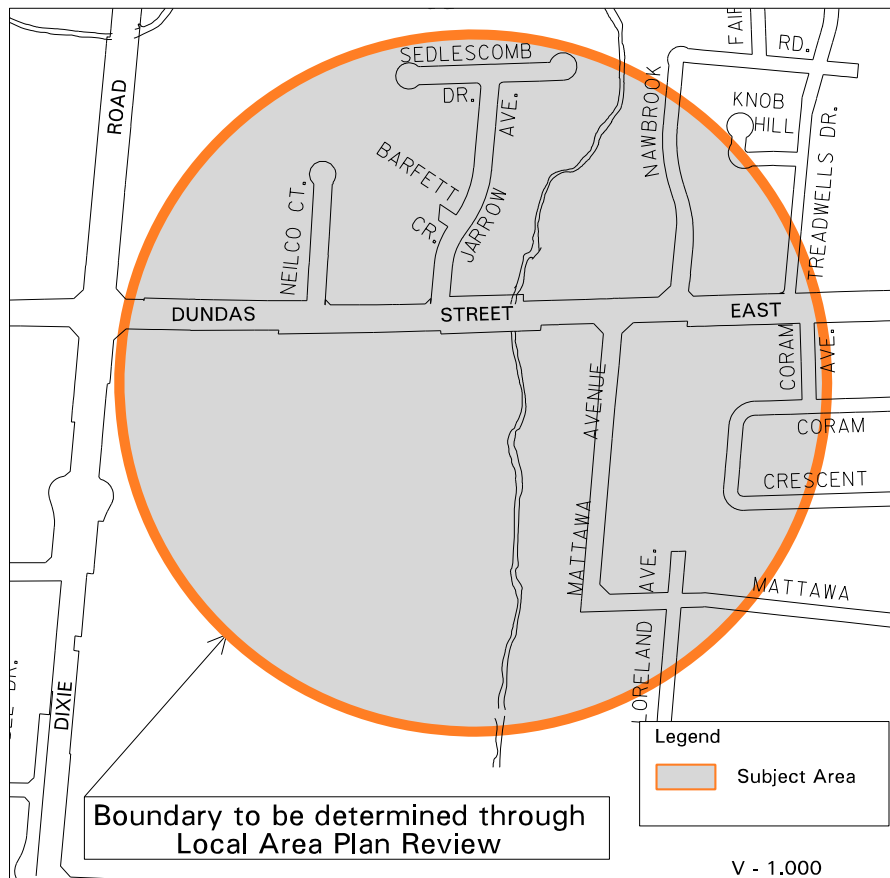 SEDLESCOMB
DR.
AVE.
JARROW
BARFETT
CR.
NEILCO CT.
ROAD
NAWBROOK
RD.
KNOB
HILL
TREADWELLS DR.
DUNDAS STREET EAST
CORAM
AVE.
CORAM
CRESCENT
MATTAWA AVENUE
MATTAWA
LORELAND AVE.
DIXIE
DR.
Boundary to be determined through
Local Area Plan Review
Legend
Subject Area
V - 1.000